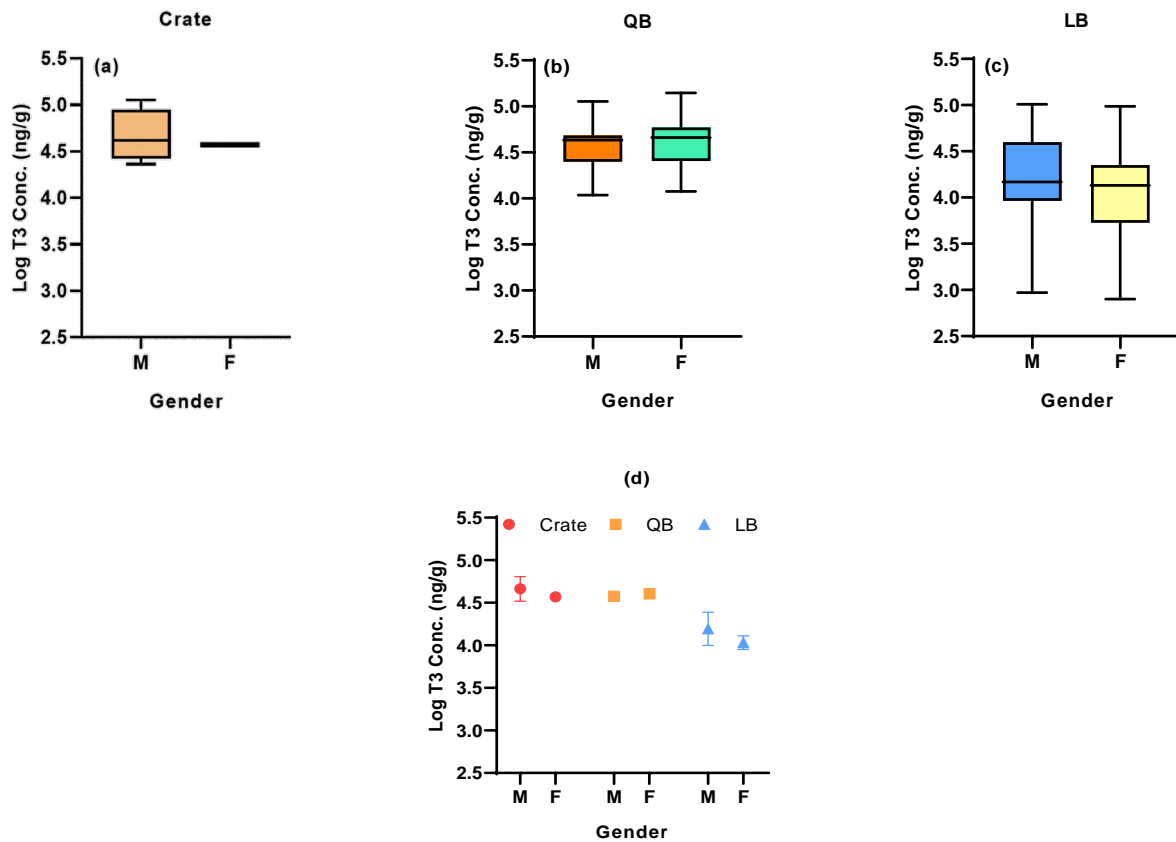 Crate
(a)
Log T3 Conc. (ng/g)
5.5
5.0
4.5
4.0
3.5
3.0
2.5
M F
Gender
QB
(b)
Log T3 Conc. (ng/g)
5.5
5.0
4.5
4.0
3.5
3.0
2.5
M F
Gender
LB
(c)
Log T3 Conc. (ng/g)
5.5
5.0
4.5
4.0
3.5
3.0
2.5
M F
Gender
(d)
Crate QB LB
Log T3 Conc. (ng/g)
5.5
5.0
4.5
4.0
3.5
3.0
2.5
M F M F M F
Gender